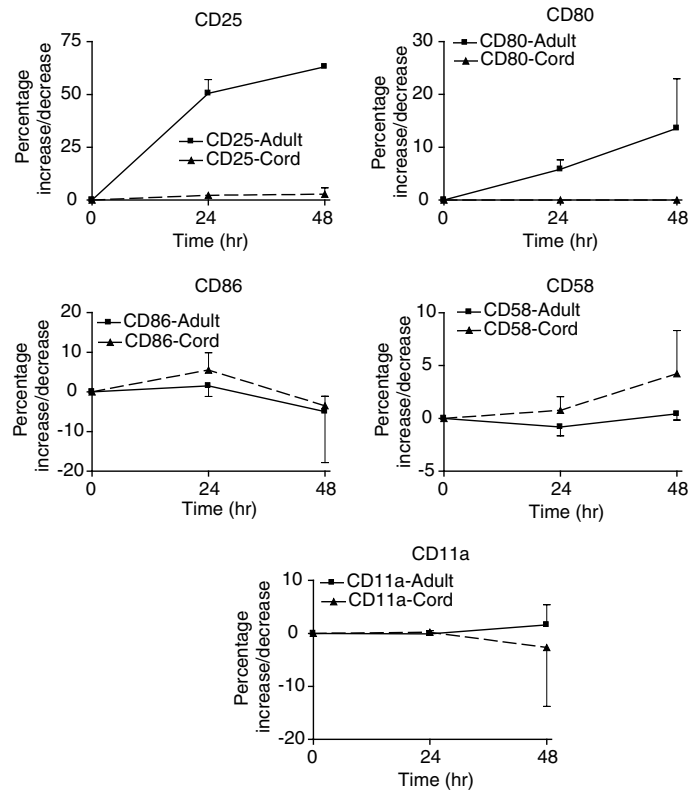 CD25
Percentage
increase/decrease
75
50
25
0
CD25-Adult
CD25-Cord
0 24 48
Time (hr)
CD80
Percentage
increase/decrease
30
20
10
0
CD80-Adult
CD80-Cord
0 24 48
Time (hr)
CD86
Percentage
increase/decrease
20
10
0
-10
-20
CD86-Adult
CD86-Cord
0 24 48
Time (hr)
CD58
Percentage
increase/decrease
10
5
0
-5
CD58-Adult
CD58-Cord
0 24 48
Time (hr)
CD11a
Percentage
increase/decrease
10
0
-10
-20
CD11a-Adult
CD11a-Cord
0 24 48
Time (hr)